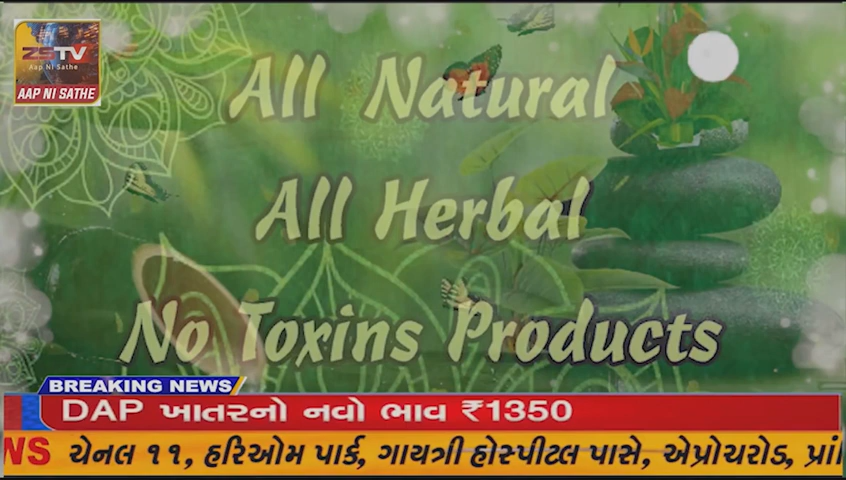 ZSTV
Aap Ni Sathe
AAP NI SATHE
All Natural
All Herbal
No Toxins Products
BREAKING NEWS
DAP ખાતરનો નવો ભાવ ₹1350
WS ચેનલ ૧૧, હરિઓમ પાર્ક, ગાયત્રી હોસ્પીટલ પાસે, એપ્રોચરોડ, પ્રાં